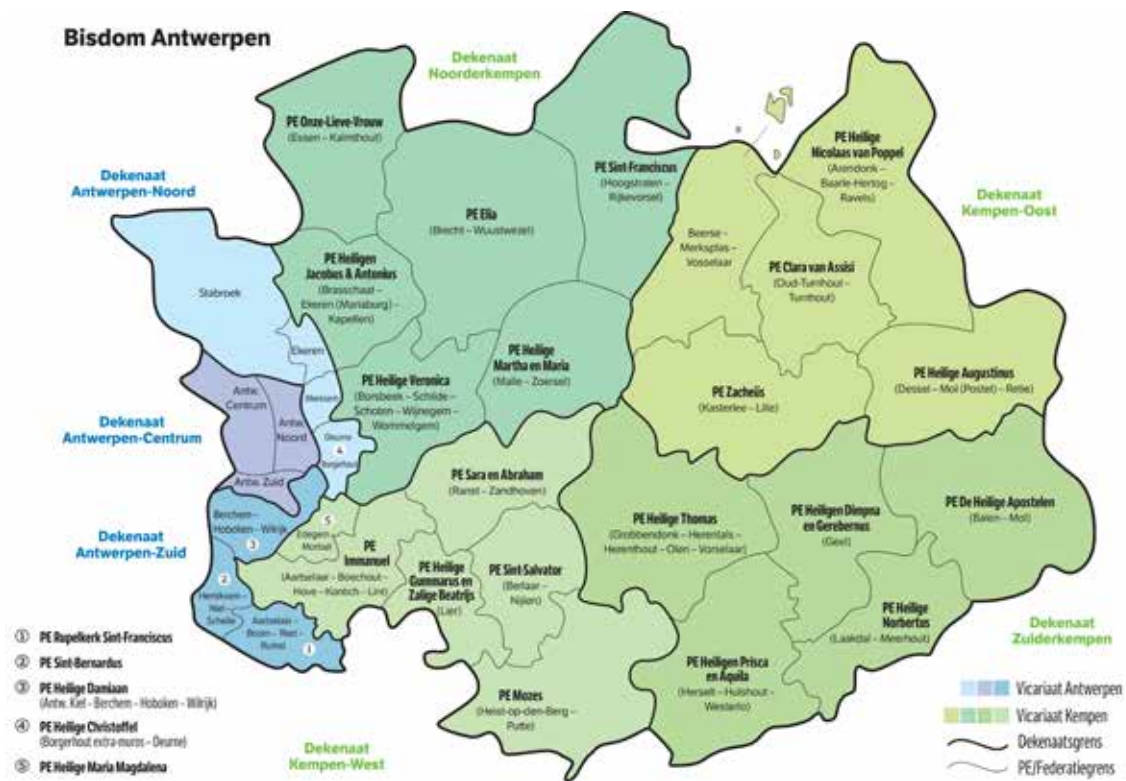 Bisdom Antwerpen
Dekenaat
Noorderkempen
PE Onze-Lieve-Vrouw
(Essen – Kalmthout)
PE Heilige
Nicolaas van Poppel
(Arendonk –
Baarle-Hertog –
Ravels)
PE Sint-Franciscus
(Hoogstraten –
Rijkevorsel)
Dekenaat
Antwerpen-Noord
Dekenaat
Kempen-Oost
PE Elia
(Brecht – Wuustwezel)
Beerse –
Merksplas –
Vosselaar
PE Heiligen
Jacobus & Antonius
(Brasschaat –
Ekeren (Mariaburg) –
Kapellen)
PE Clara van Assisi
(Oud-Turnhout –
Turnhout)
Stabroek
Ekeren
PE Heilige
Martha en Maria
(Malle – Zoersel)
PE Heilige Augustinus
(Dessel – Mol (Postel) – Retie)
PE Heilige Veronica
(Borsbeek – Schilde –
Schoten – Wijnegem –
Wommelgem)
PE Zacheüs
(Kasterlee – Lille)
Antw.
Centrum
Merksem
Dekenaat
Antwerpen-Centrum
Antw.
Noord
Deurne
4
Borgerhout
Antw. Zuid
PE Sara en Abraham
(Ranst – Zandhoven)
PE De Heilige Apostelen
(Balen – Mol)
PE Heilige Thomas
(Grobbendonk – Herentals –
Herenthout – Olen – Vorselaar)
PE Heiligen Dimpna
en Gerebernus
(Geel)
Berchem –
Hoboken – Wilrijk
3
5
Edegem –
Mortsel
Dekenaat
Antwerpen-Zuid
PE
Immanuel
(Aartselaar – Boechout –
Hove – Kontich – Lint)
PE Heilige
Gummarus en
Zalige Beatrijs
(Lier)
PE Sint-Salvator
(Berlaar –
Nijlen)
2
Hemiksem –
Niel –
Schelle
Aartselaar –
Boom – Reet –
Rumst
1
PE Heilige
Norbertus
(Laakdal – Meerhout)
Dekenaat
Zuiderkempen
PE Heiligen Prisca
en Aquila
(Herselt – Hulshout –
Westerlo)
PE Mozes
(Heist-op-den-Berg –
Putte)
Dekenaat
Kempen-West
① PE Rupelkerk Sint-Franciscus
② PE Sint-Bernardus
③ PE Heilige Damiaan
(Antw. Kiel - Berchem – Hoboken – Wilrijk)
④ PE Heilige Christoffel
(Borgerhout extra-muros – Deurne)
⑤ PE Heilige Maria Magdalena
Vicariaat Antwerpen
Vicariaat Kempen
Dekenaatsgrens
PE/Federatiegrens